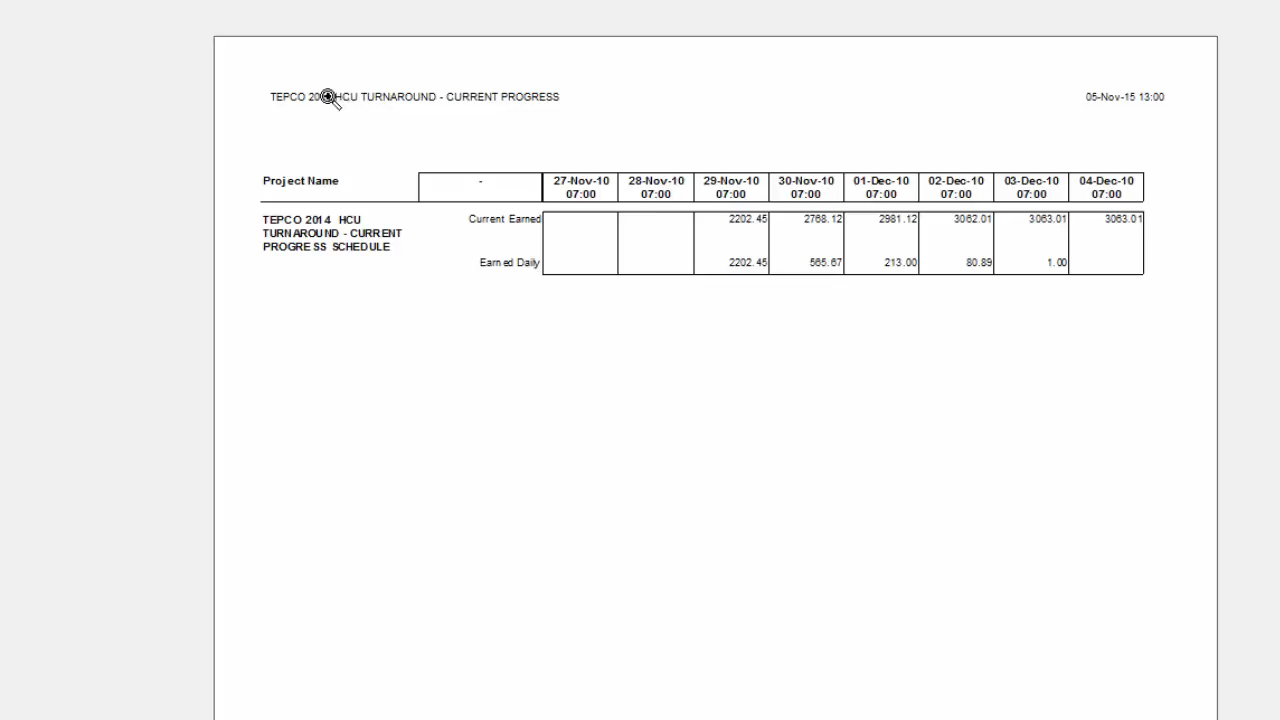 TEPCO HCU TURNAROUND - CURRENT PROGRESS 05-Nov-15 13:00
Project Name - 27-Nov-10 28-Nov-10 29-Nov-10 30-Nov-10 01-Dec-10 02-Dec-10 03-Dec-10 04-Dec-10
07:00 07:00 07:00 07:00 07:00 07:00 07:00 07:00
TEPCO 2014 HCU Current Earned 2202.45 2768.12 2981.12 3062.01 3063.01 3063.01
TURNAROUND - CURRENT
PROGRESS SCHEDULE
Earned Daily 2202.45 565.67 213.00 80.89 1.00